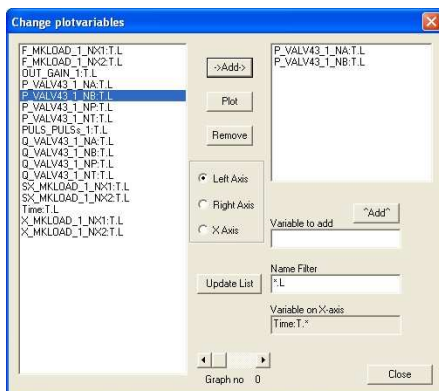 Change plotvariables
F_MKLOAD_1_NX1:T.L
F_MKLOAD_1_NX2:T.L
OUT_GAIN_1:T.L
P_VALV43_1_NA:T.L
P_VALV43_1_NB:T.L
P_VALV43_1_NP:T.L
P_VALV43_1_NT:T.L
PULS_PULSs_1:T.L
Q_VALV43_1_NA:T.L
Q_VALV43_1_NB:T.L
Q_VALV43_1_NP:T.L
Q_VALV43_1_NT:T.L
SX_MKLOAD_1_NX1:T.L
SX_MKLOAD_1_NX2:T.L
Time:T.L
X_MKLOAD_1_NX1:T.L
X_MKLOAD_1_NX2:T.L
->Add->
Plot
Remove
Left Axis
Right Axis
X Axis
Update List
Graph no 0
P_VALV43_1_NA:T.L
P_VALV43_1_NB:T.L
^Add^
Variable to add
Name Filter
*.L
Variable on X-axis
Time:T.*
Close